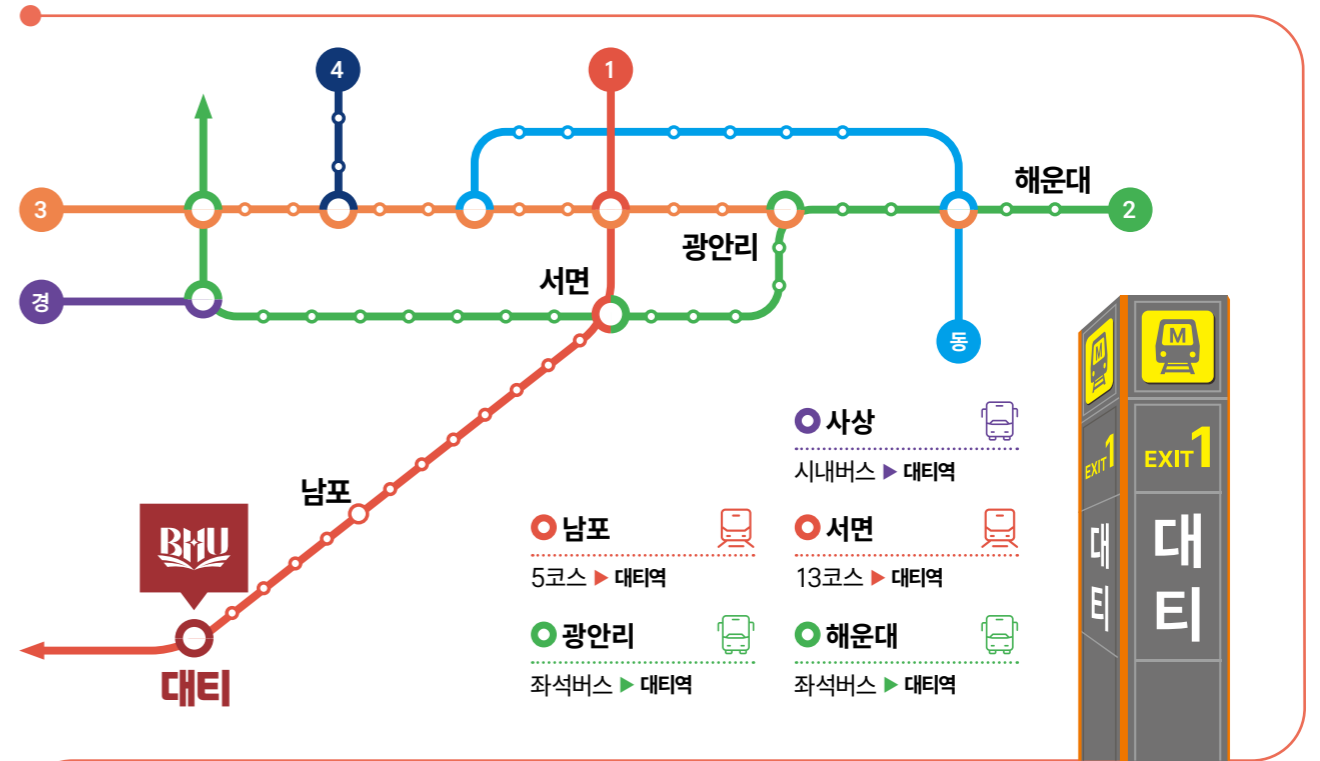 4
1
해운대
3
2
광안리
서면
경
동
M
M
사상
EXIT1
EXIT1
시내버스 ▶ 대티역
남포
BHU
남포
서면
대
티
대
티
5코스 ▶ 대티역
13코스 ▶ 대티역
광안리
해운대
대티
좌석버스 ▶ 대티역
좌석버스 ▶ 대티역